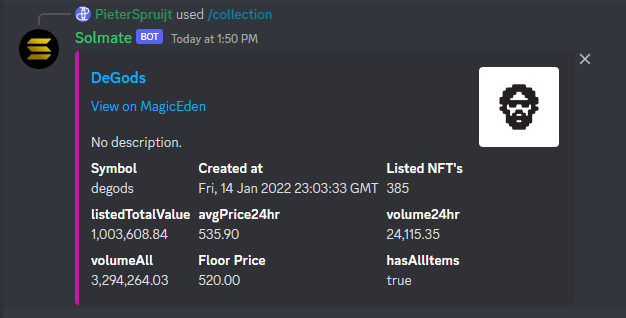 PieterSpruijt used /collection
Solmate BOT Today at 1:50 PM
DeGods
View on MagicEden
No description.
Symbol Created at Listed NFT's
degods Fri, 14 Jan 2022 23:03:33 GMT 385
listedTotalValue avgPrice24hr volume24hr
1,003,608.84 535.90 24,115.35
volumeAll Floor Price hasAllItems
3,294,264.03 520.00 true